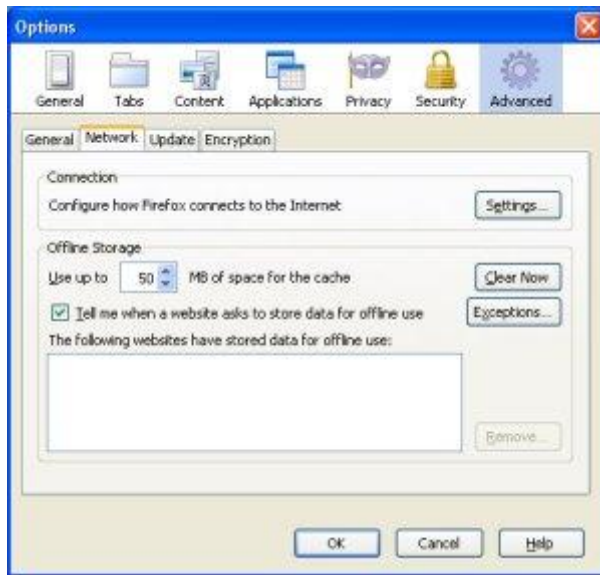 Options
General Tabs Content Applications Privacy Security Advanced
General Network Update Encryption
Connection
Configure how Firefox connects to the Internet Settings...
Offline Storage
Use up to 50 MB of space for the cache Clear Now
Tell me when a website asks to store data for offline use Exceptions...
The following websites have stored data for offline use:
Remove...
OK Cancel Help